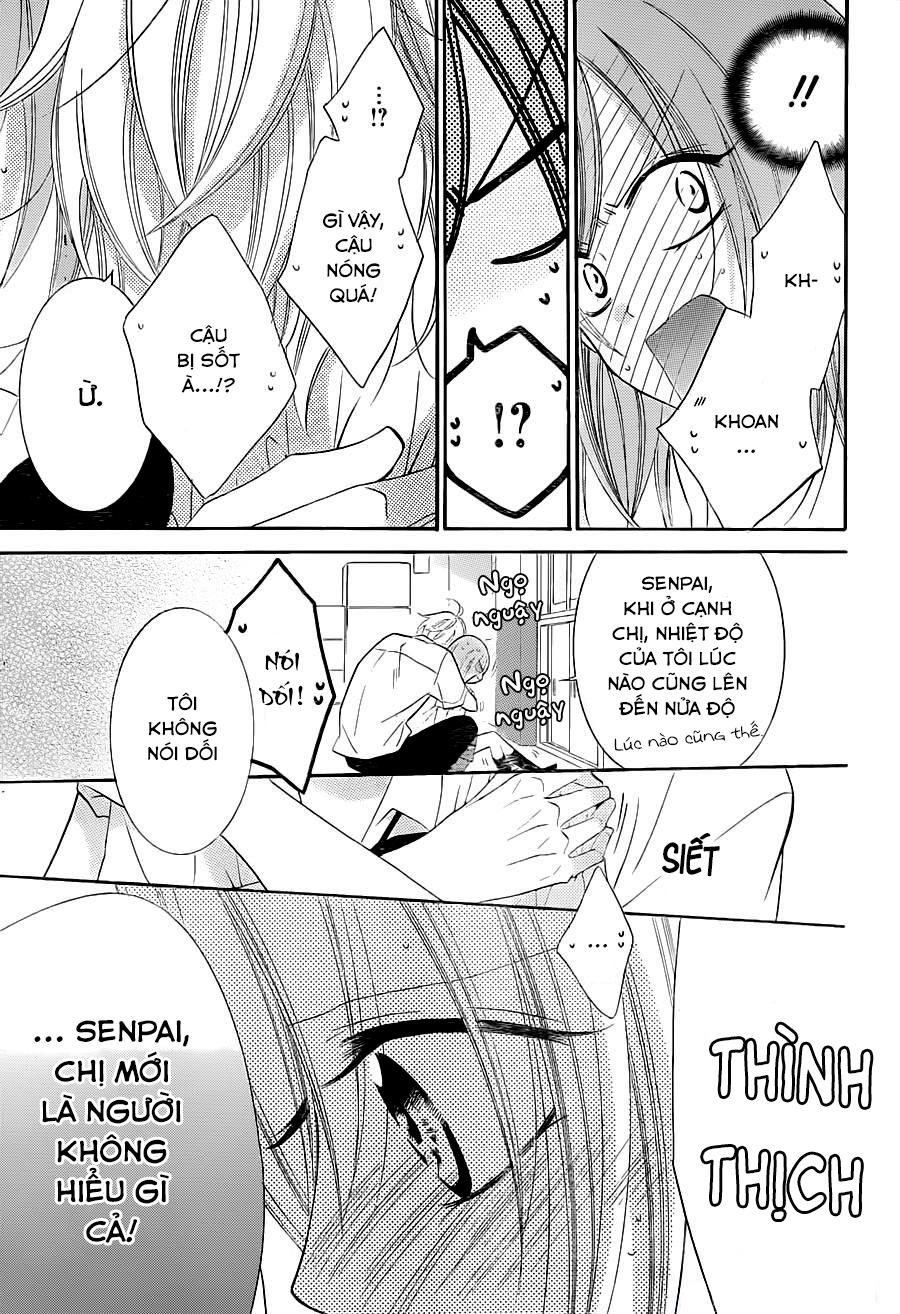 !!
KH-
KHOAN
...
!?
...
!?
GÌ VẬY,
CẬU
NÓNG
QUÁ!
CẬU
BỊ SỐT
À...!?
Ừ.
SENPAI,
KHI Ở CẠNH
CHỊ, NHIỆT ĐỘ
CỦA TÔI LÚC
NÀO CŨNG LÊN
ĐẾN NỬA ĐỘ
Lúc nào cũng thế.
Ngọ
nguậy
Ngọ
nguậy
NÓI
DỐI!
TÔI
KHÔNG
NÓI DỐI
SIẾT
...
THÌNH
THỊCH
... SENPAI,
CHỊ MỚI
LÀ NGƯỜI
KHÔNG
HIỂU GÌ
CẢ!